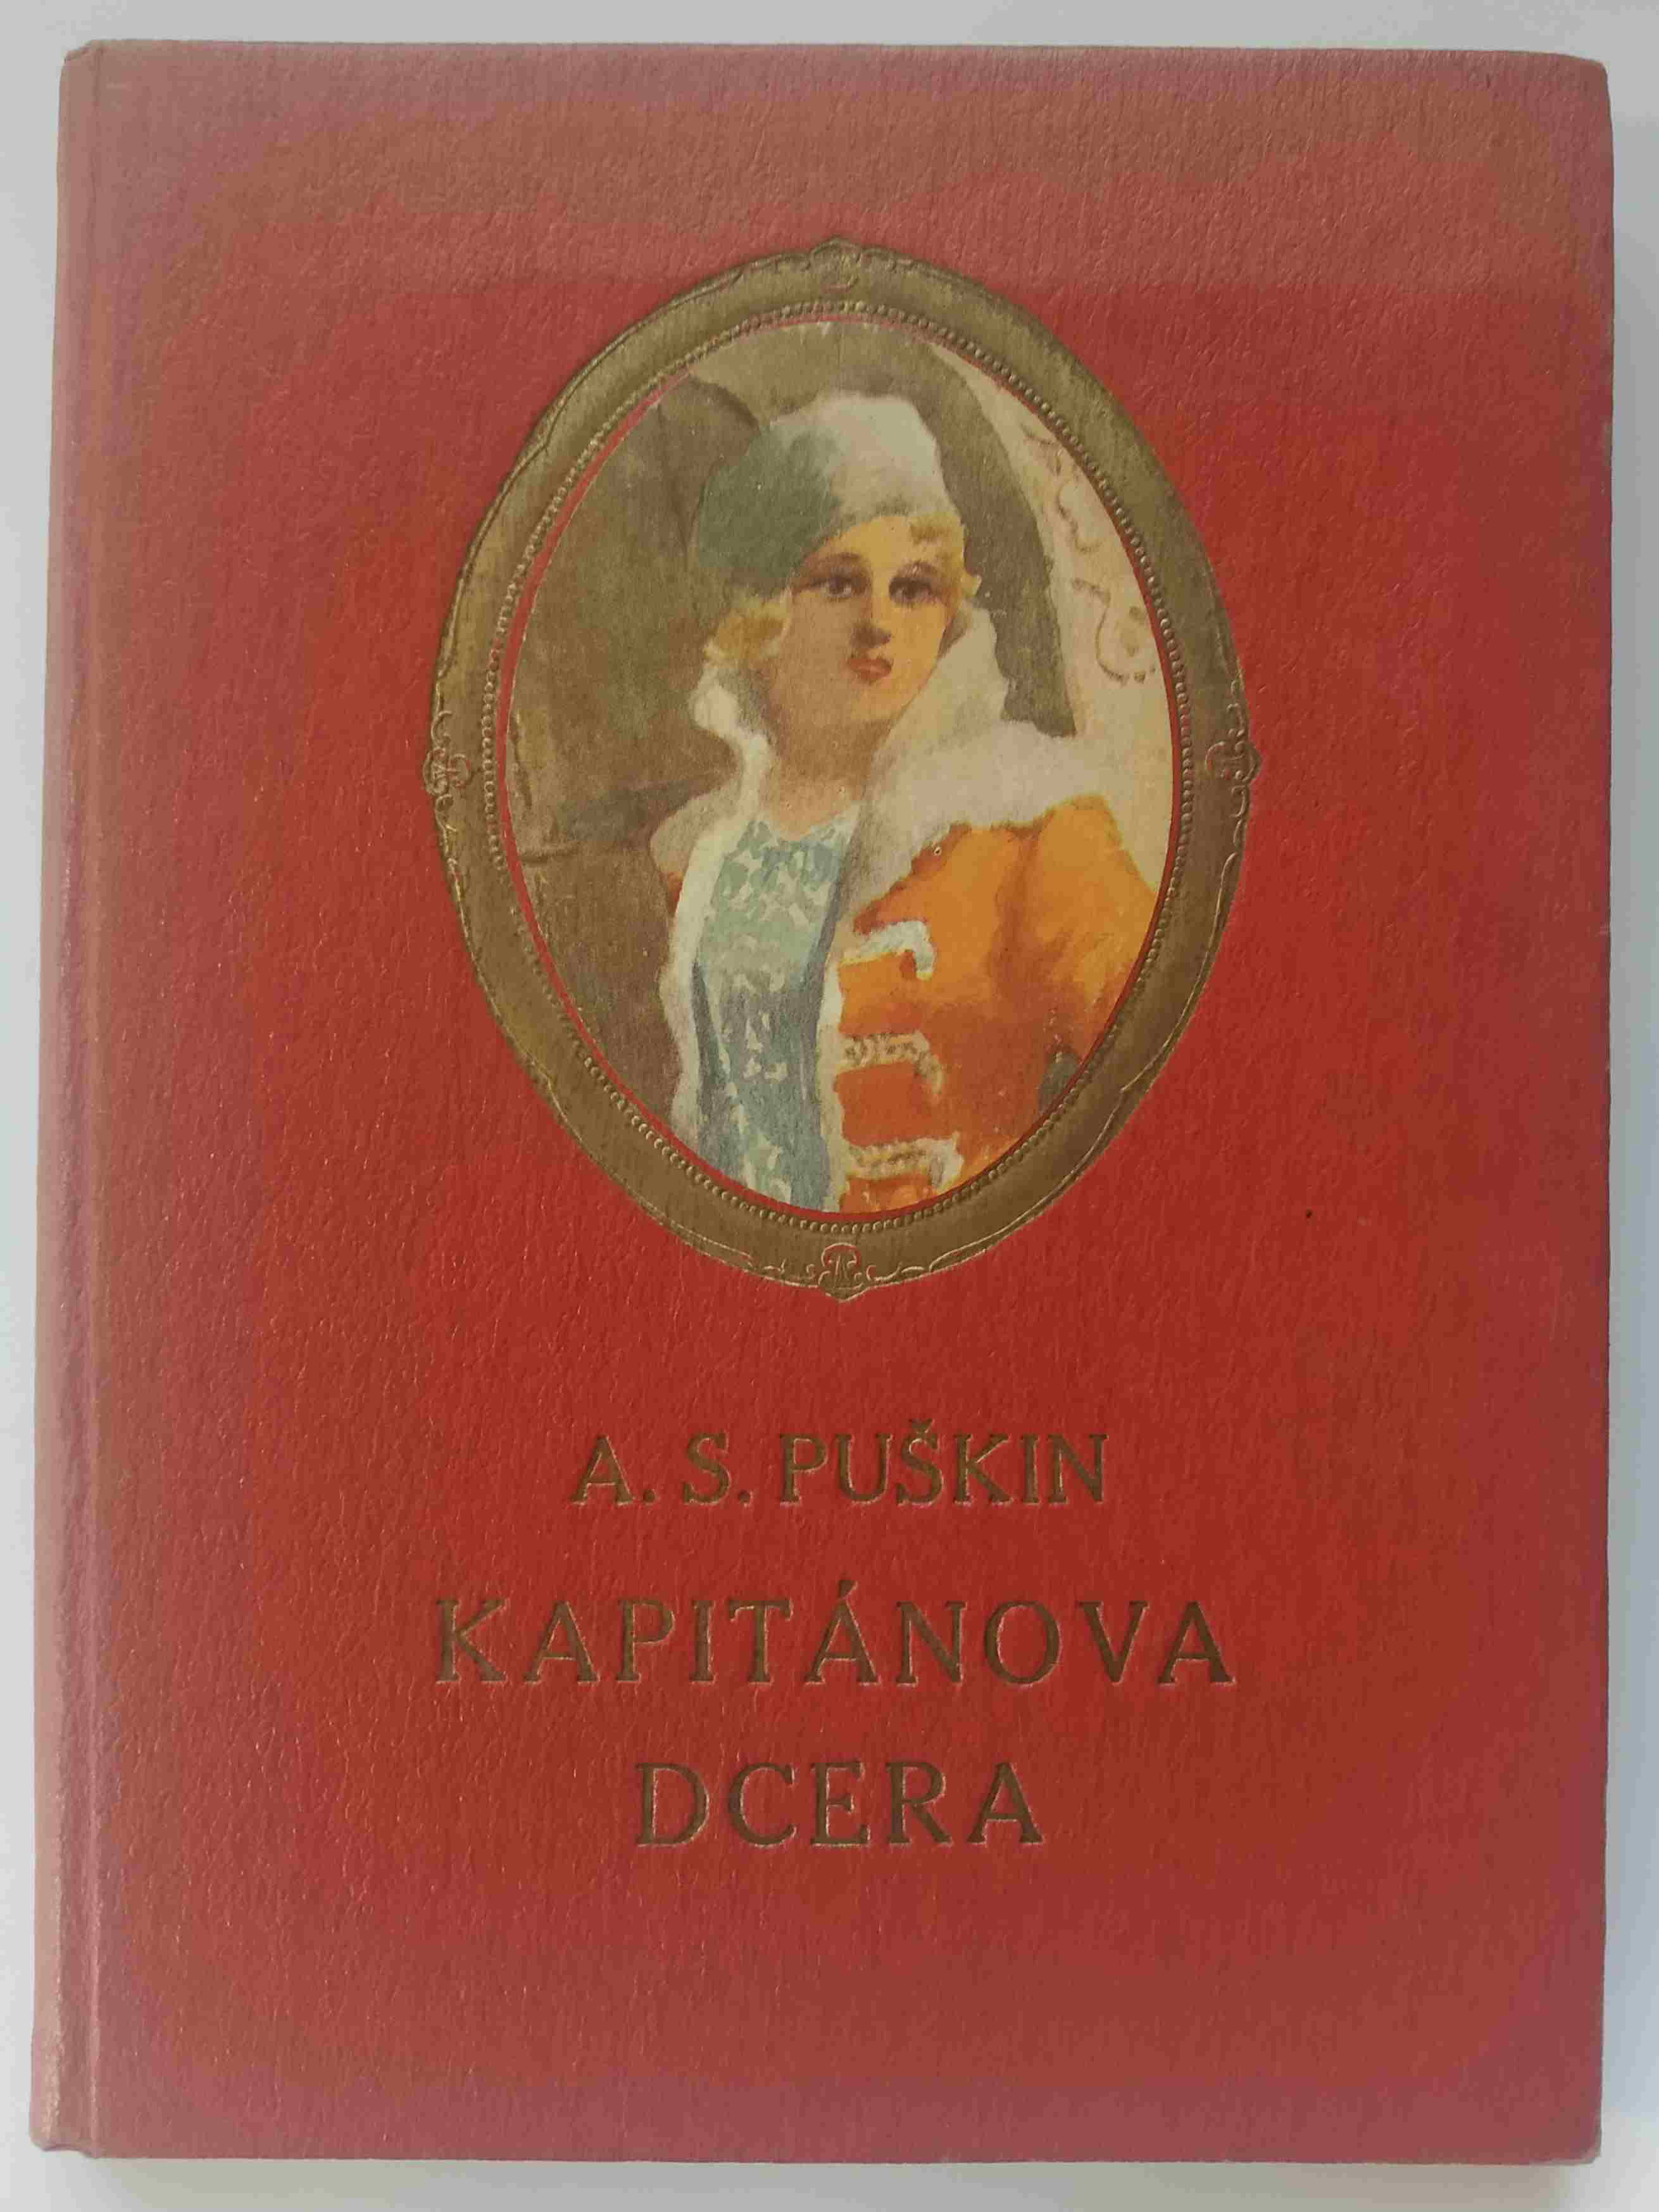 A. S. PUŠKIN
KAPITÁNOVA
DCERA